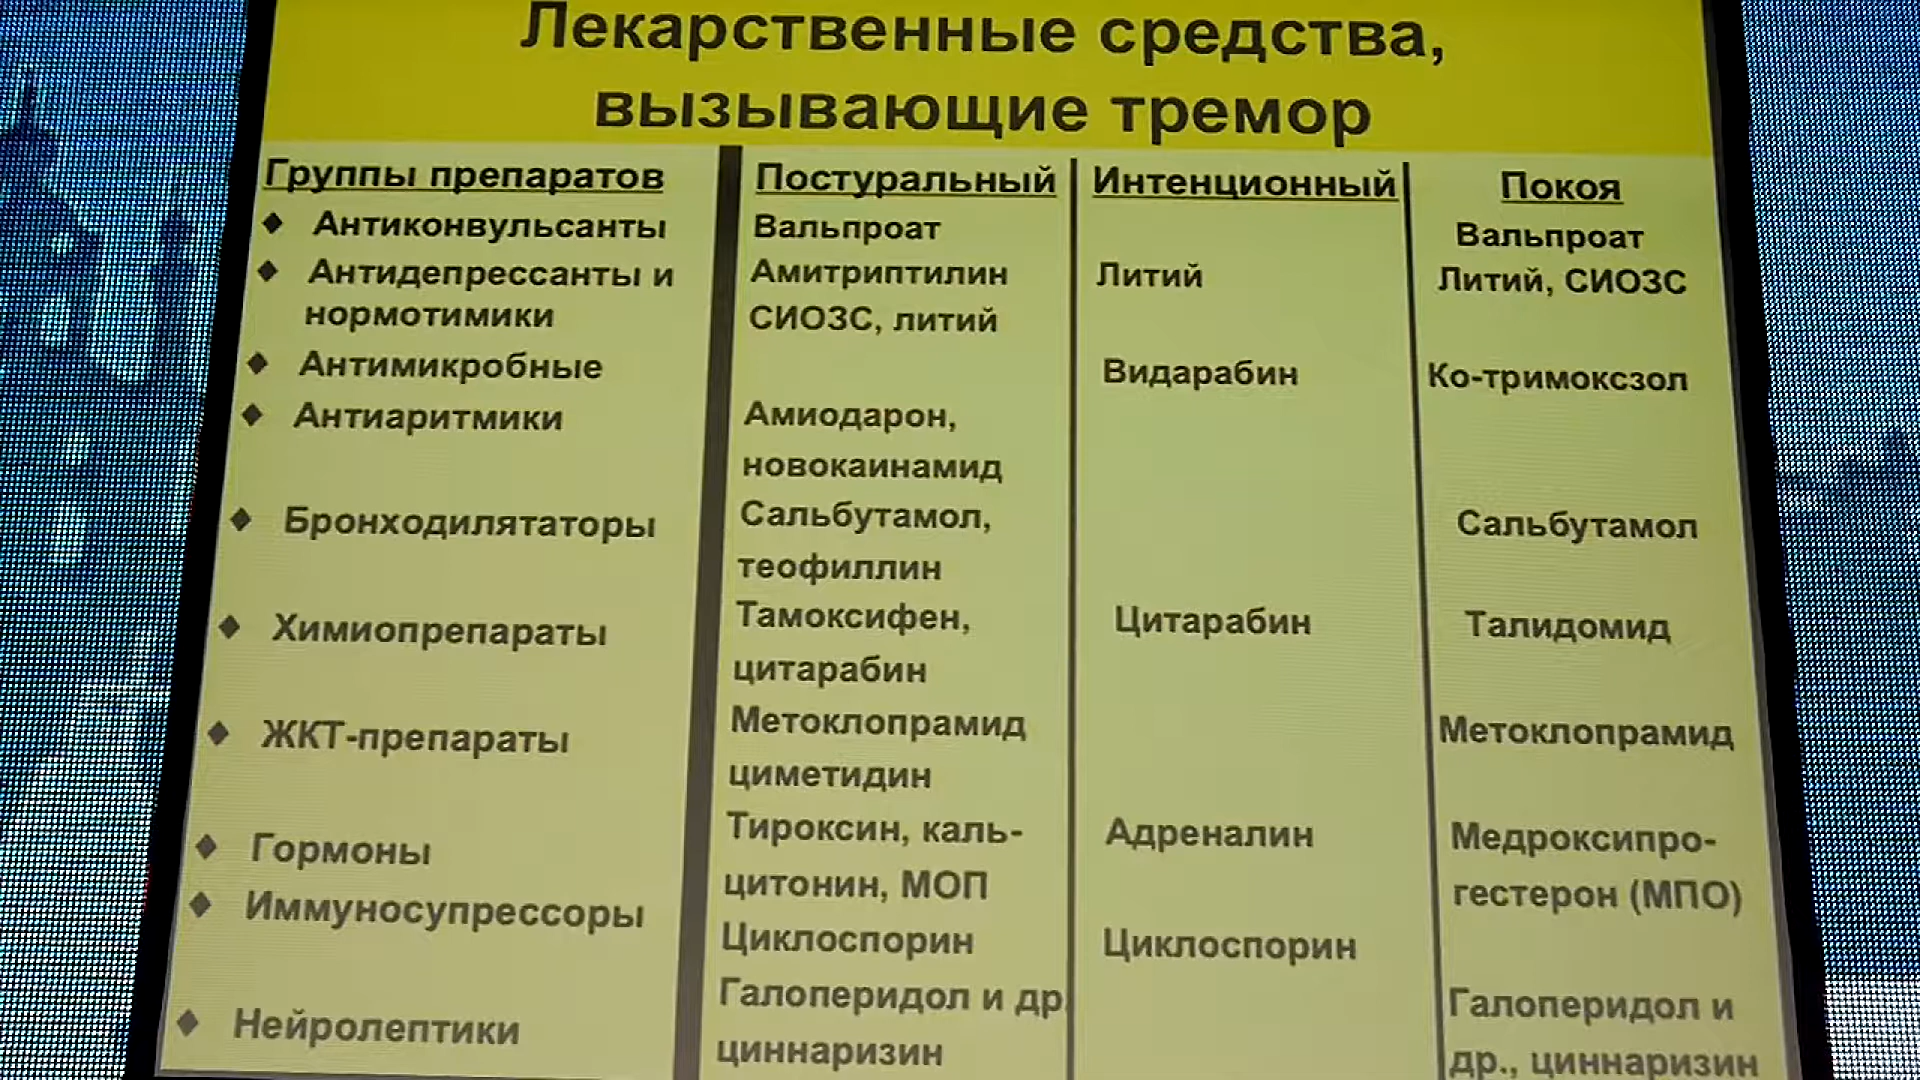 Лекарственные средства,
вызывающие тремор
Группы препаратов
Антиконвульсанты
Антидепрессанты и
нормотимики
Антимикробные
Антиаритмики
Бронходилятаторы
Химиопрепараты
ЖКТ-препараты
Гормоны
Иммуносупрессоры
Нейролептики
Постуральный
Вальпроат
Амитриптилин
СИОЗС, литий
Амиодарон,
новокаинамид
Сальбутамол,
теофиллин
Тамоксифен,
цитарабин
Метоклопрамид
циметидин
Тироксин, каль-
цитонин, МОП
Циклоспорин
Галоперидол и др.
циннаризин
Интенционный
Литий
Видарабин
Цитарабин
Адреналин
Циклоспорин
Покоя
Вальпроат
Литий, СИОЗС
Ко-тримоксзол
Сальбутамол
Талидомид
Метоклопрамид
Медроксипро-
гестерон (МПО)
Галоперидол и
др., циннаризин